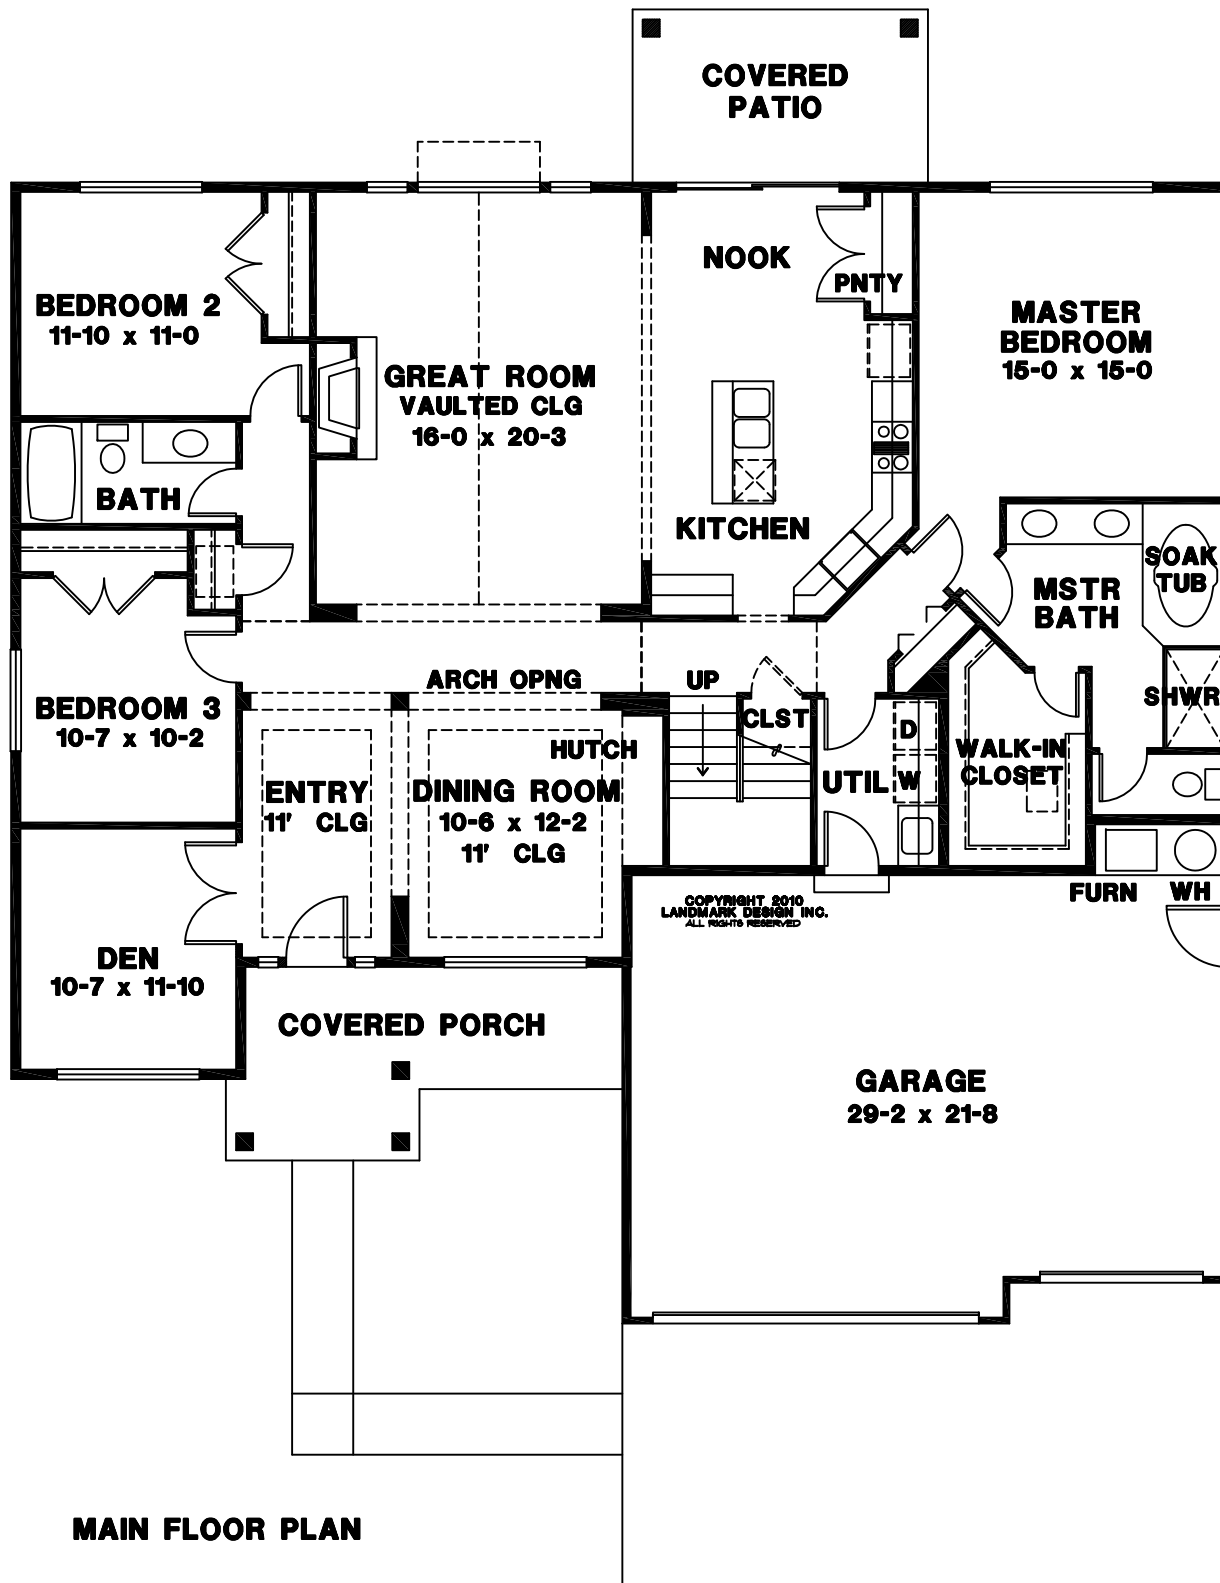 COVERED
PATIO
NOOK
PNTY
BEDROOM 2
11-10 x 11-0
MASTER
BEDROOM
15-0 x 15-0
GREAT ROOM
VAULTED CLG
16-0 x 20-3
BATH
KITCHEN
SOAK
TUB
MSTR
BATH
ARCH OPNG
UP
CLST
SHWR
BEDROOM 3
10-7 x 10-2
HUTCH
D
W
UTIL
WALK-IN
CLOSET
ENTRY
11' CLG
DINING ROOM
10-6 x 12-2
11' CLG
FURN
WH
COPYRIGHT 2010
LANDMARK DESIGN INC.
ALL RIGHTS RESERVED
DEN
10-7 x 11-10
COVERED PORCH
GARAGE
29-2 x 21-8
MAIN FLOOR PLAN